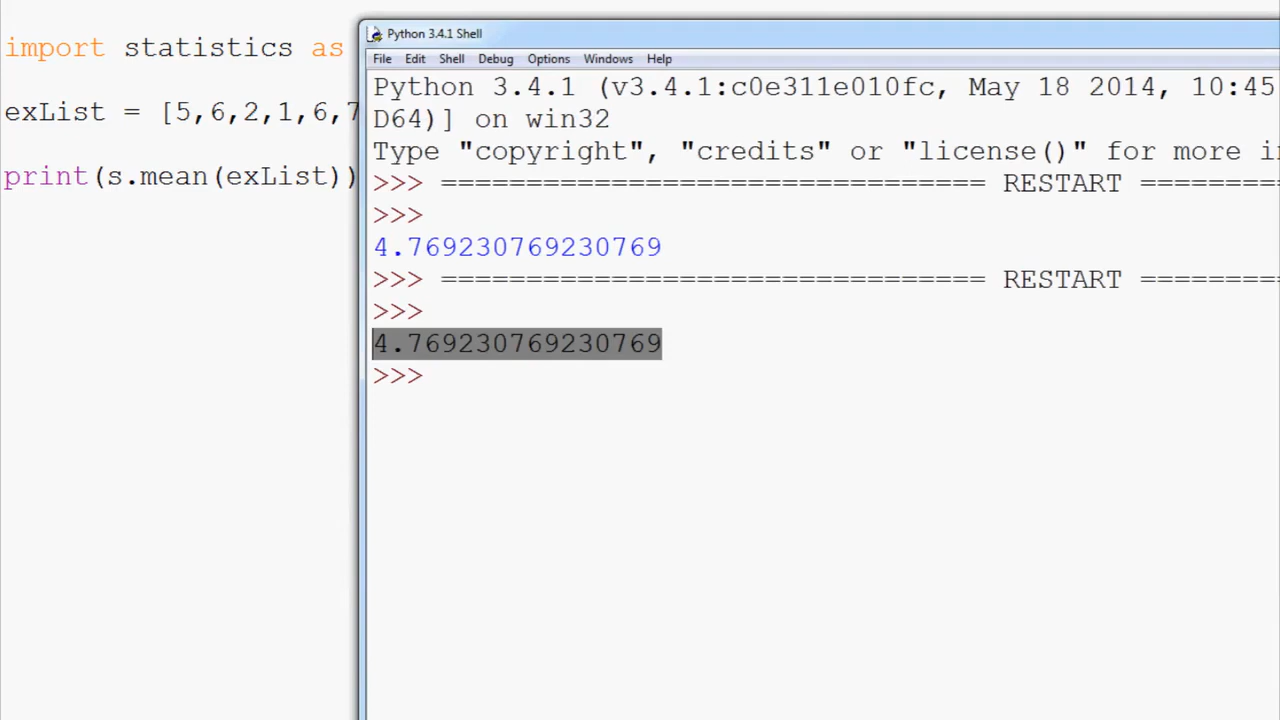 import statistics as
exList = [5,6,2,1,6,7
print(s.mean(exList))
Python 3.4.1 Shell
File Edit Shell Debug Options Windows Help
Python 3.4.1 (v3.4.1:c0e311e010fc, May 18 2014, 10:45
D64)] on win32
Type "copyright", "credits" or "license()" for more
>>> ================================ RESTART ========
>>>
4.769230769230769
>>> ================================ RESTART ========
>>>
4.769230769230769
>>>